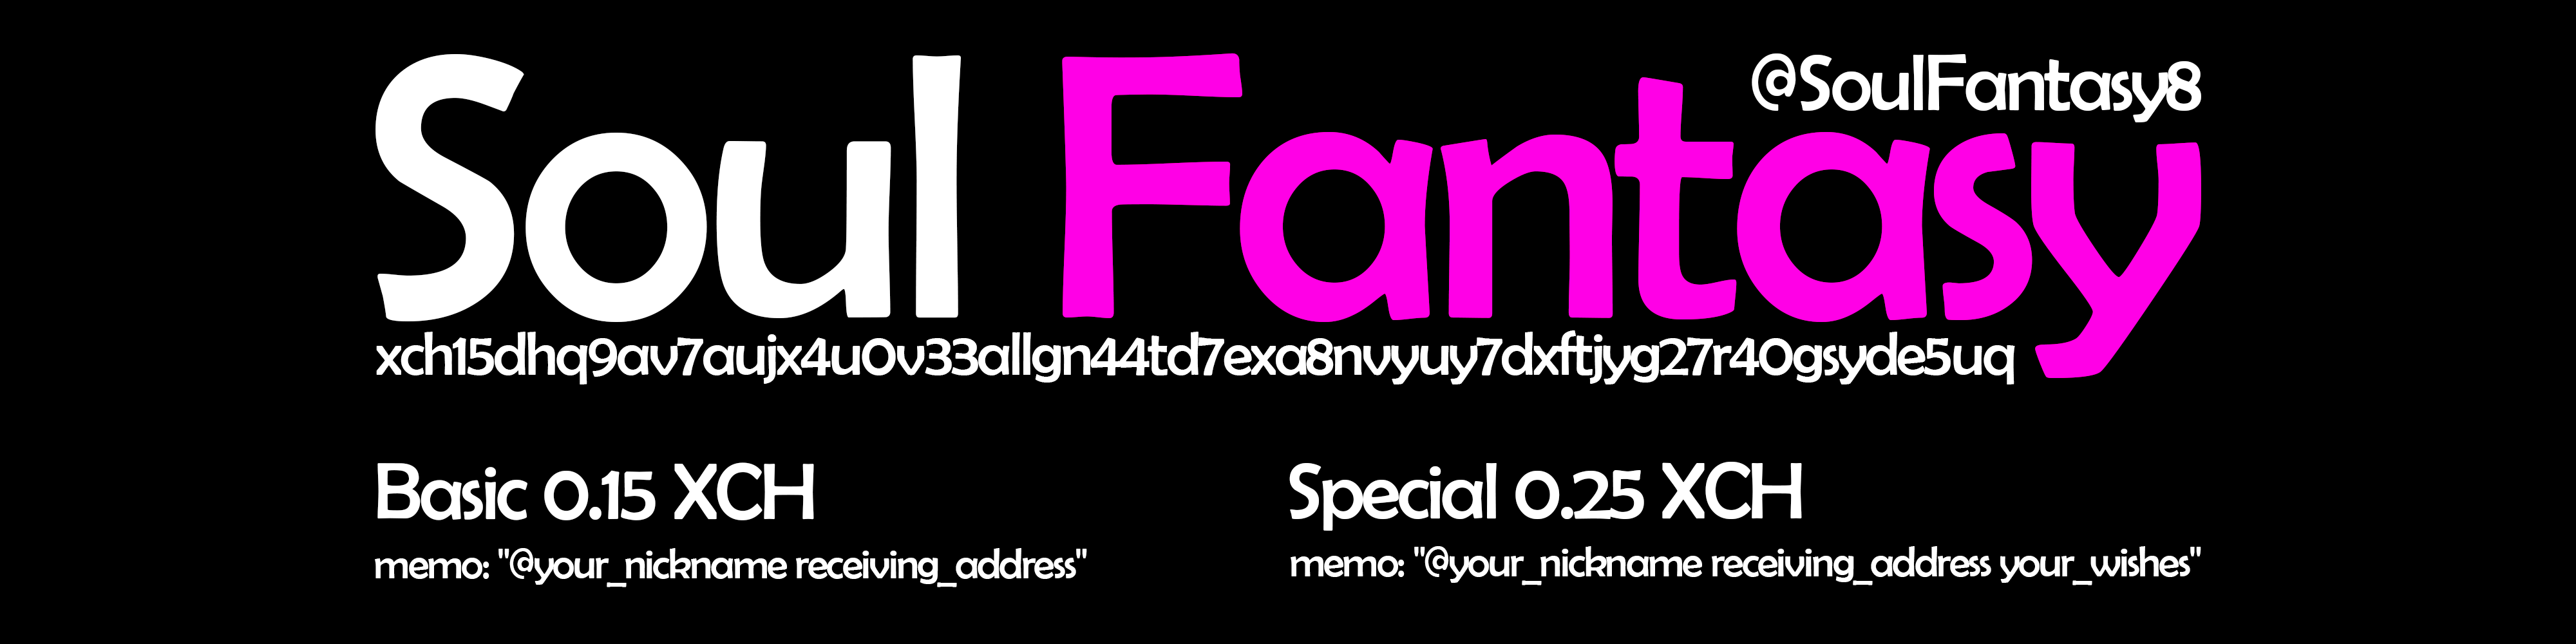 Soul Fantasy
@SoulFantasy8
xch15dhq9av7aujx4u0v33allgn44td7exa8nvyuy7dxftjyg27r40gsyde5uq
Basic 0.15 XCH
memo: "@your_nickname receiving_address"
Special 0.25 XCH
memo: "@your_nickname receiving_address your_wishes"